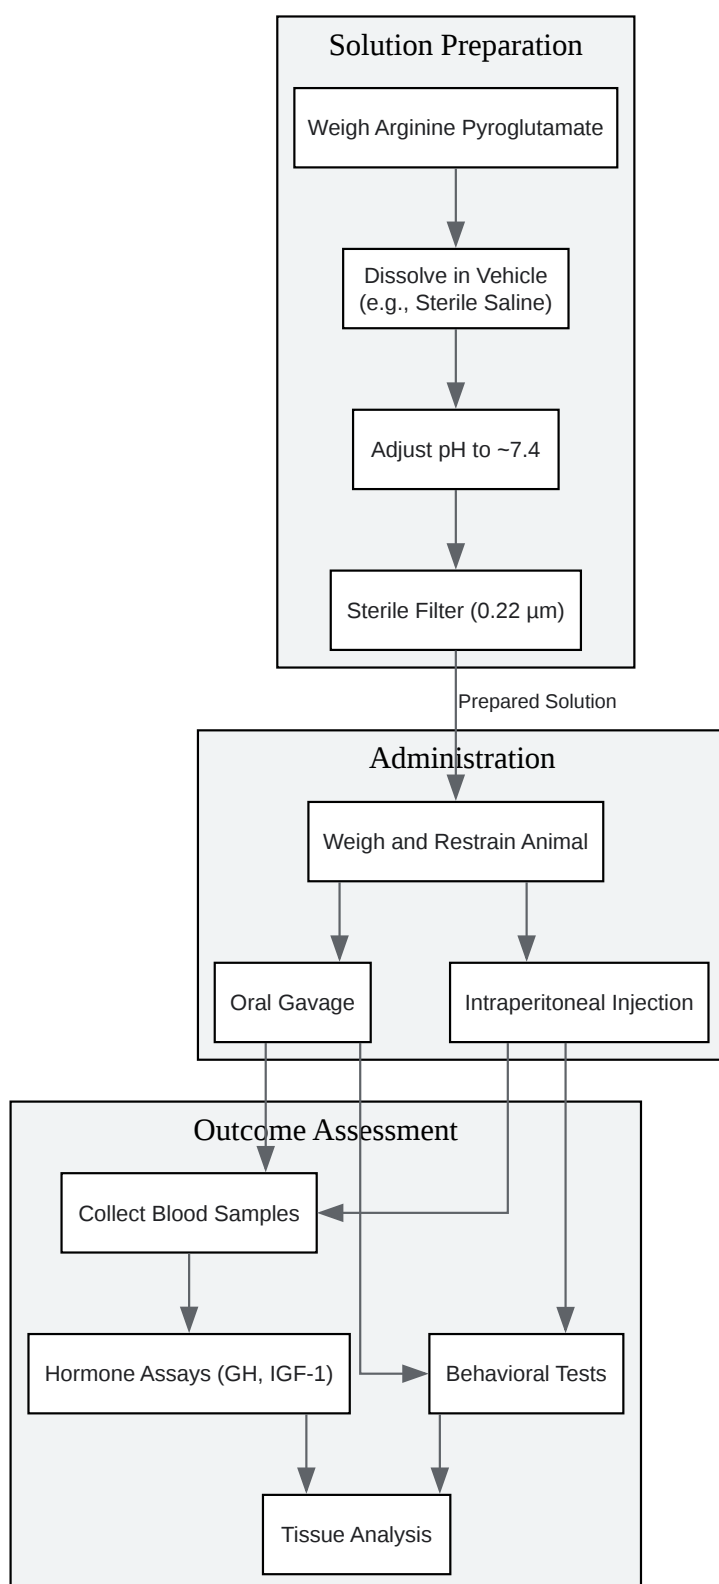 Solution Preparation
Weigh Arginine Pyroglutamate
Dissolve in Vehicle
(e.g., Sterile Saline)
Adjust pH to ~7.4
Sterile Filter (0.22 µm)
Prepared Solution
Administration
Weigh and Restrain Animal
Oral Gavage
Intraperitoneal Injection
Outcome Assessment
Collect Blood Samples
Hormone Assays (GH, IGF-1)
Behavioral Tests
Tissue Analysis